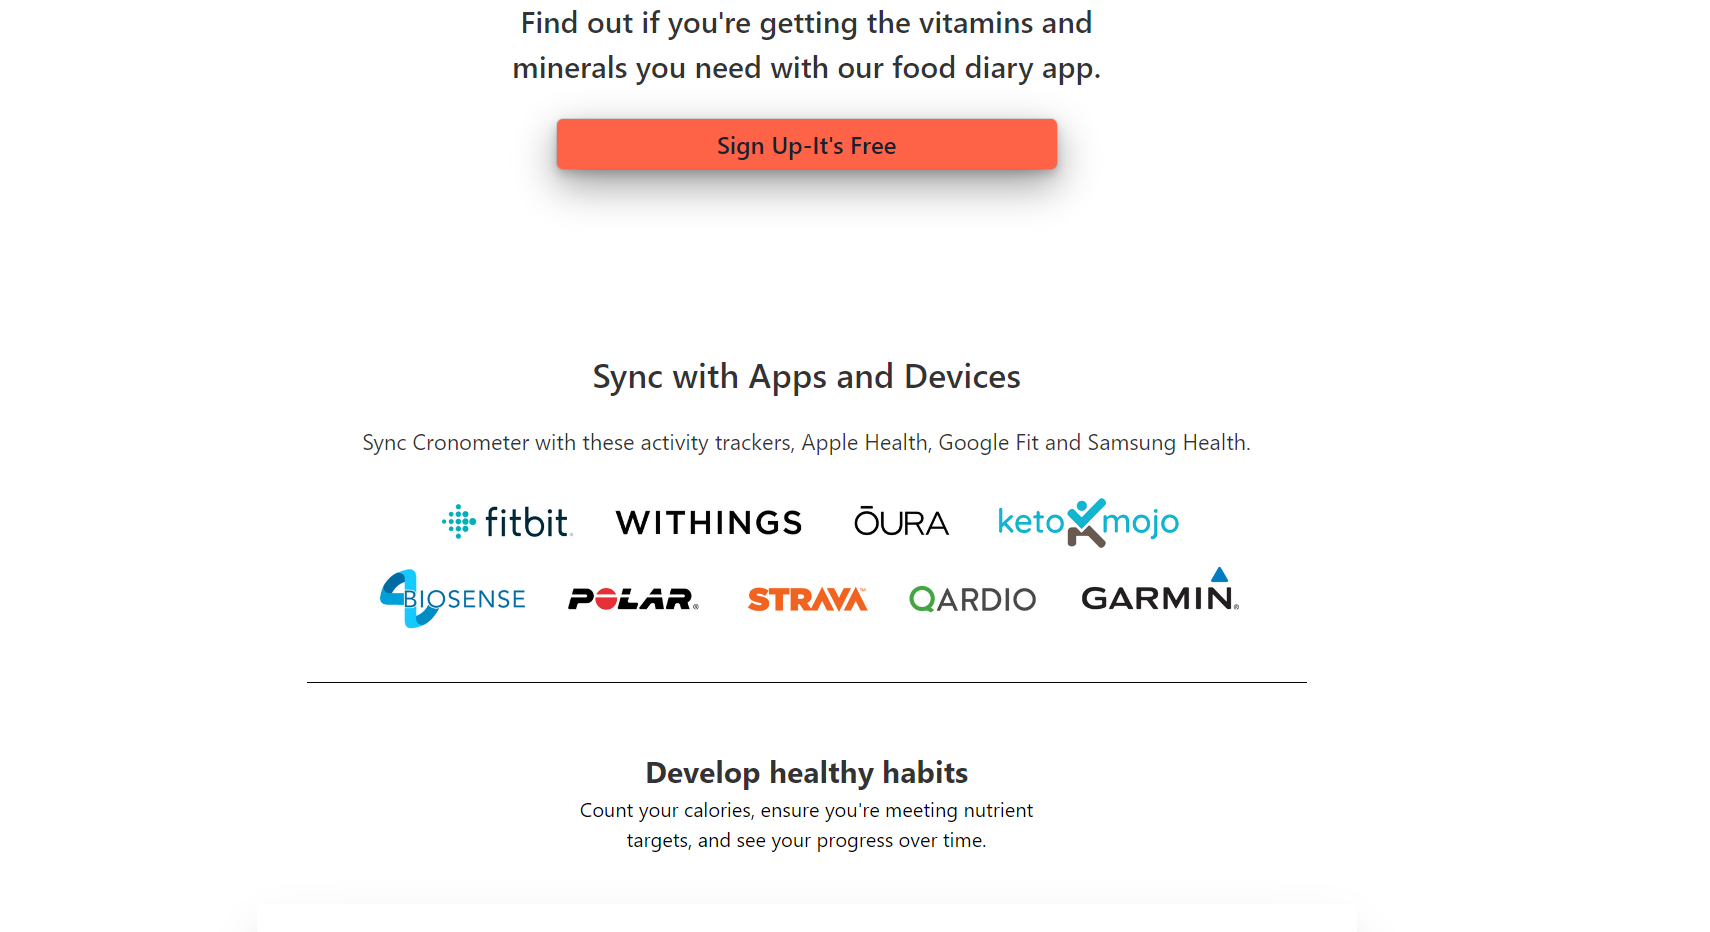 Find out if you're getting the vitamins and
minerals you need with our food diary app.
Sign Up-It's Free
Sync with Apps and Devices
Sync Cronometer with these activity trackers, Apple Health, Google Fit and Samsung Health.
fitbit WITHINGS ŌURA keto mojo
BIOSENSE POLAR® STRAVA™ QARDIO GARMIN®
Develop healthy habits
Count your calories, ensure you're meeting nutrient
targets, and see your progress over time.